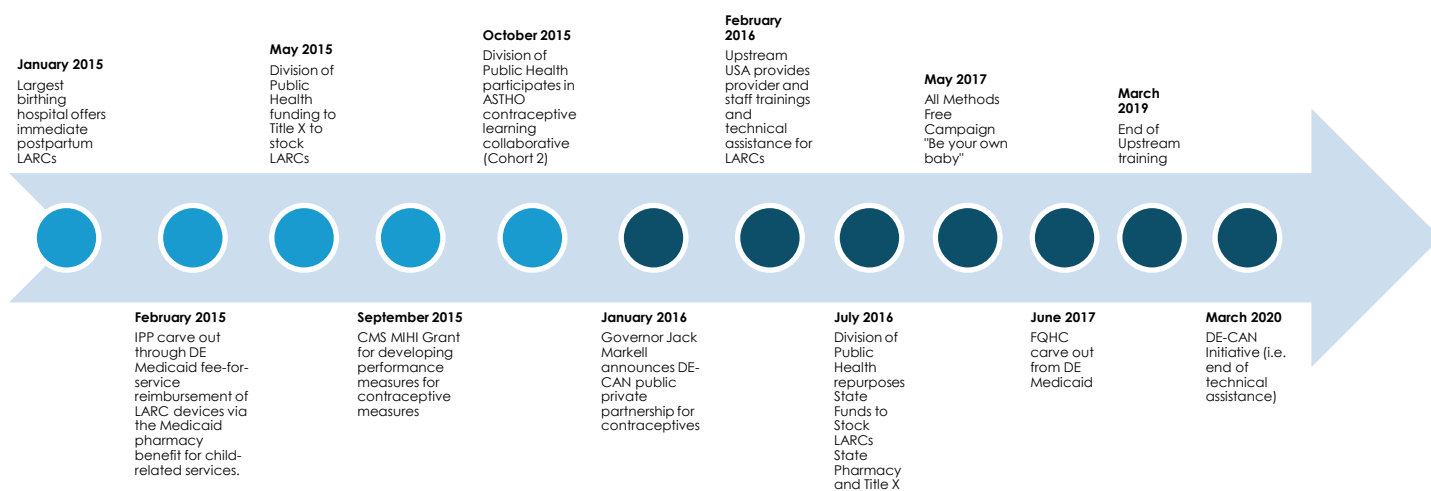 January 2015
Largest
birthing
hospital offers
immediate
postpartum
LARCs
February 2015
IPP carve out
through DE
Medicaid fee-for-
service
reimbursement of
LARC devices via
the Medicaid
pharmacy
benefit for child-
related services.
May 2015
Division of
Public
Health
funding to
Title X to
stock
LARCs
September 2015
CMS MIHI Grant
for developing
performance
measures for
contraceptive
measures
October 2015
Division of
Public Health
participates in
ASTHO
contraceptive
learning
collaborative
(Cohort 2)
January 2016
Governor Jack
Markell
announces DE-
CAN public
private
partnership for
contraceptives
February
2016
Upstream
USA provides
provider and
staff trainings
and
technical
assistance for
LARCs
July 2016
Division of
Public
Health
repurposes
State
Funds to
Stock
LARCs
State
Pharmacy
and Title X
May 2017
All Methods
Free
Campaign
"Be your own
baby"
June 2017
FQHC
carve out
from DE
Medicaid
March
2019
End of
Upstream
training
March 2020
DE-CAN
Initiative (i.e.
end of
technical
assistance)